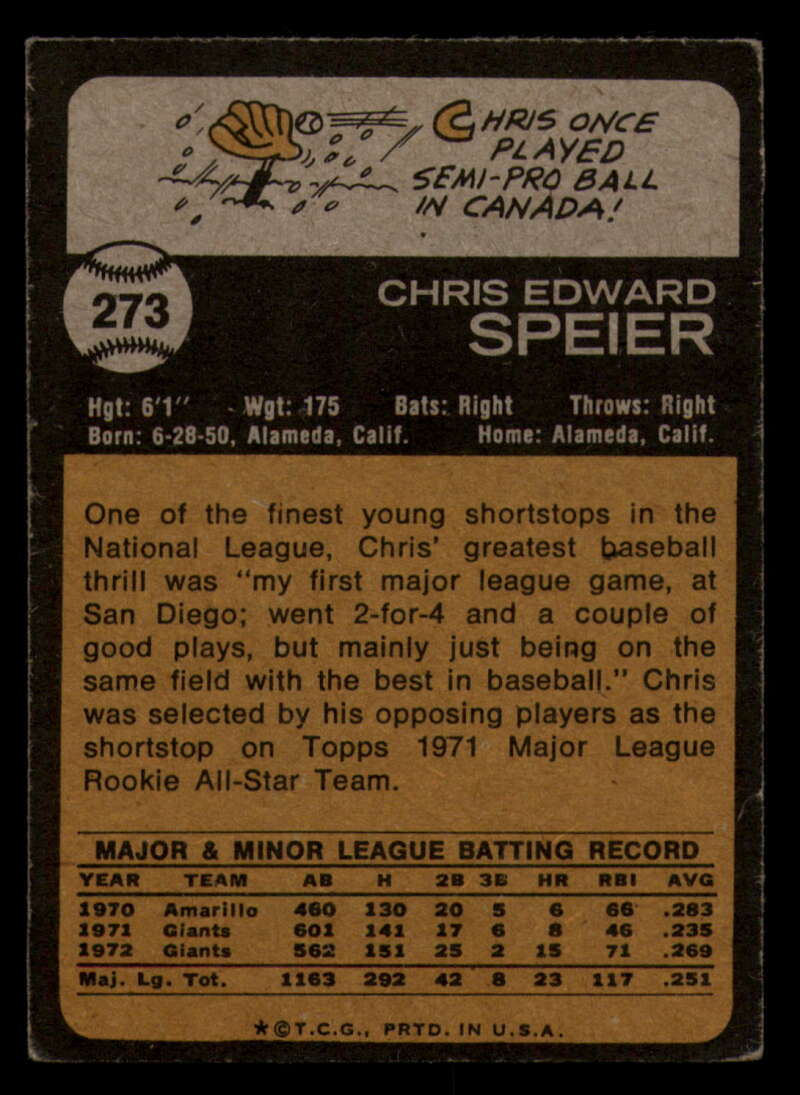 CHRIS ONCE
PLAYED
SEMI-PRO BALL
IN CANADA!
273
CHRIS EDWARD
SPEIER
Hgt: 6'1" Wgt: 175 Bats: Right Throws: Right
Born: 6-28-50, Alameda, Calif. Home: Alameda, Calif.
One of the finest young shortstops in the
National League, Chris' greatest baseball
thrill was "my first major league game, at
San Diego; went 2-for-4 and a couple of
good plays, but mainly just being on the
same field with the best in baseball." Chris
was selected by his opposing players as the
shortstop on Topps 1971 Major League
Rookie All-Star Team.
MAJOR & MINOR LEAGUE BATTING RECORD
YEAR TEAM AB H 2B 3B HR RBI AVG
1970 Amarillo 460 130 20 5 6 66 .283
1971 Giants 601 141 17 6 8 46 .235
1972 Giants 562 151 25 2 15 71 .269
Maj. Lg. Tot. 1163 292 42 8 23 117 .251
★©T.C.G., PRTD. IN U.S.A.